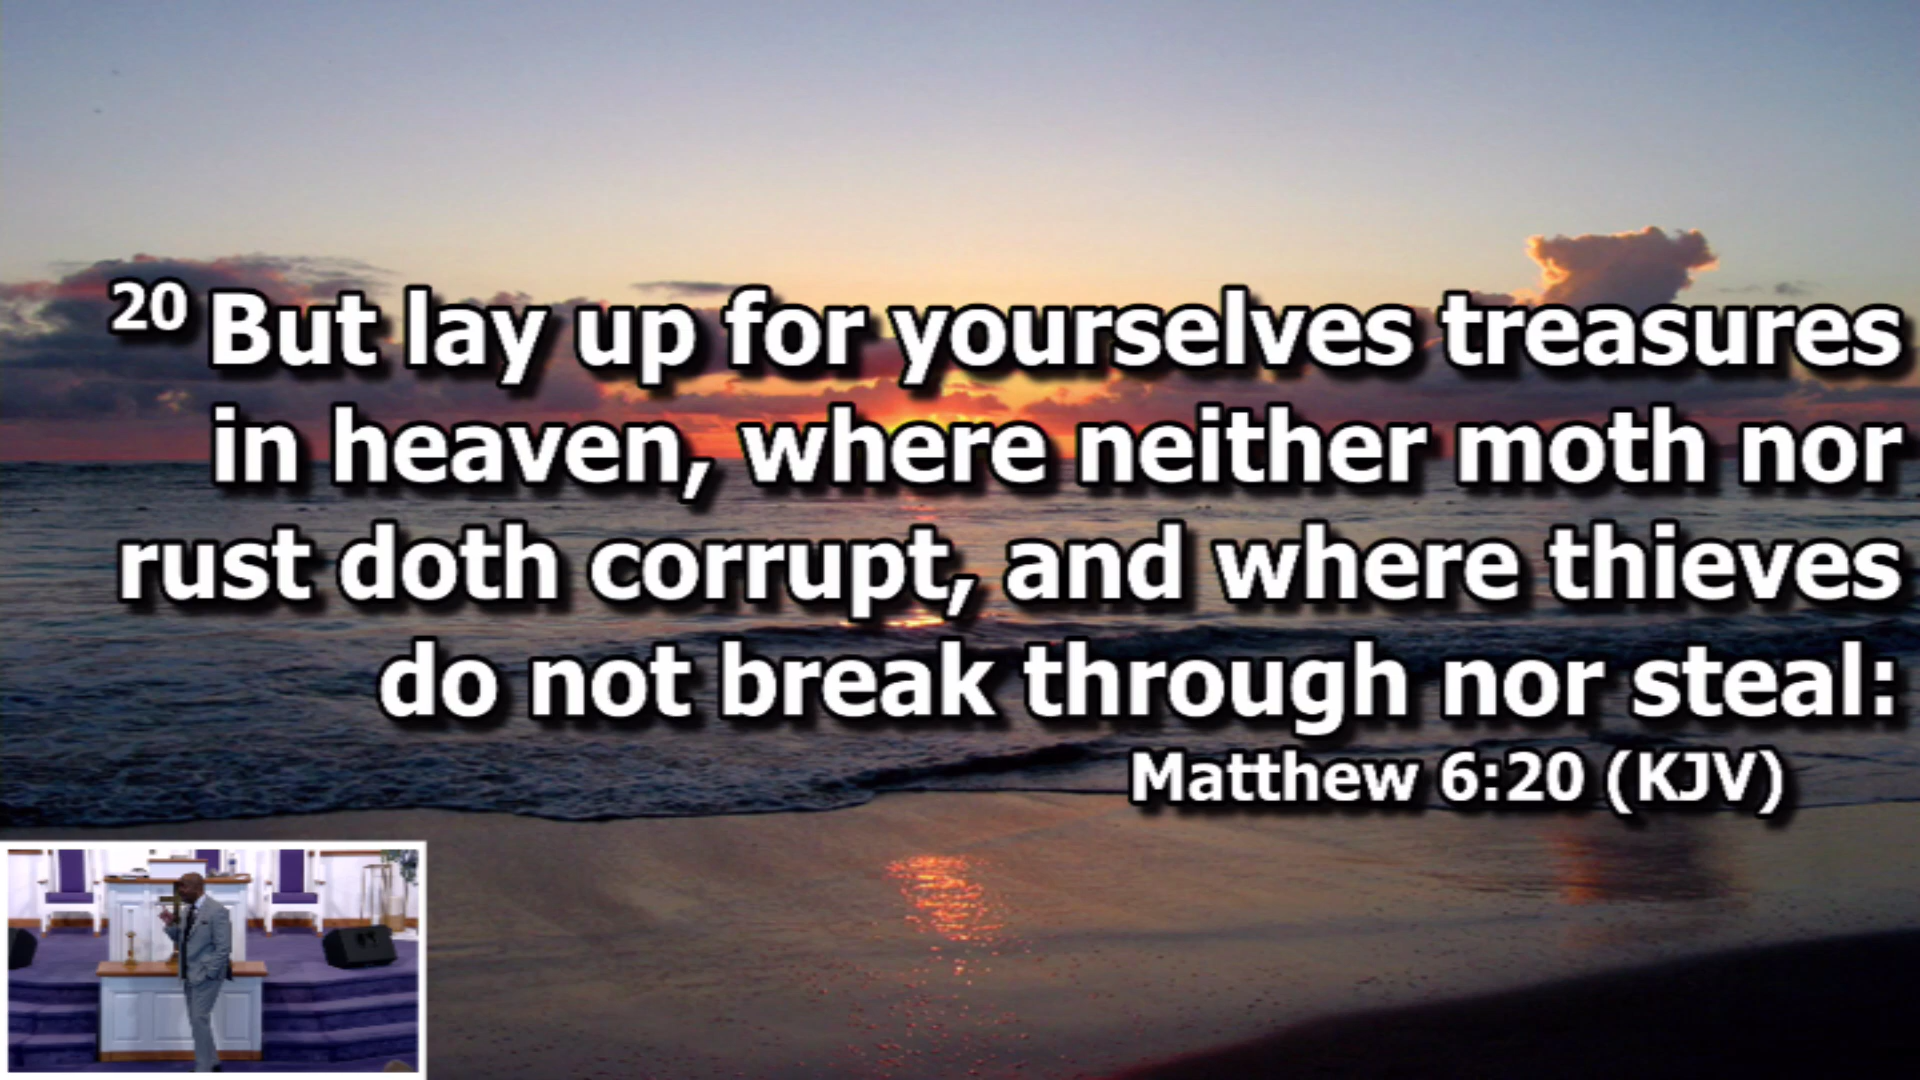 20 But lay up for yourselves treasures
in heaven, where neither moth nor
rust doth corrupt, and where thieves
do not break through nor steal:
Matthew 6:20 (KJV)